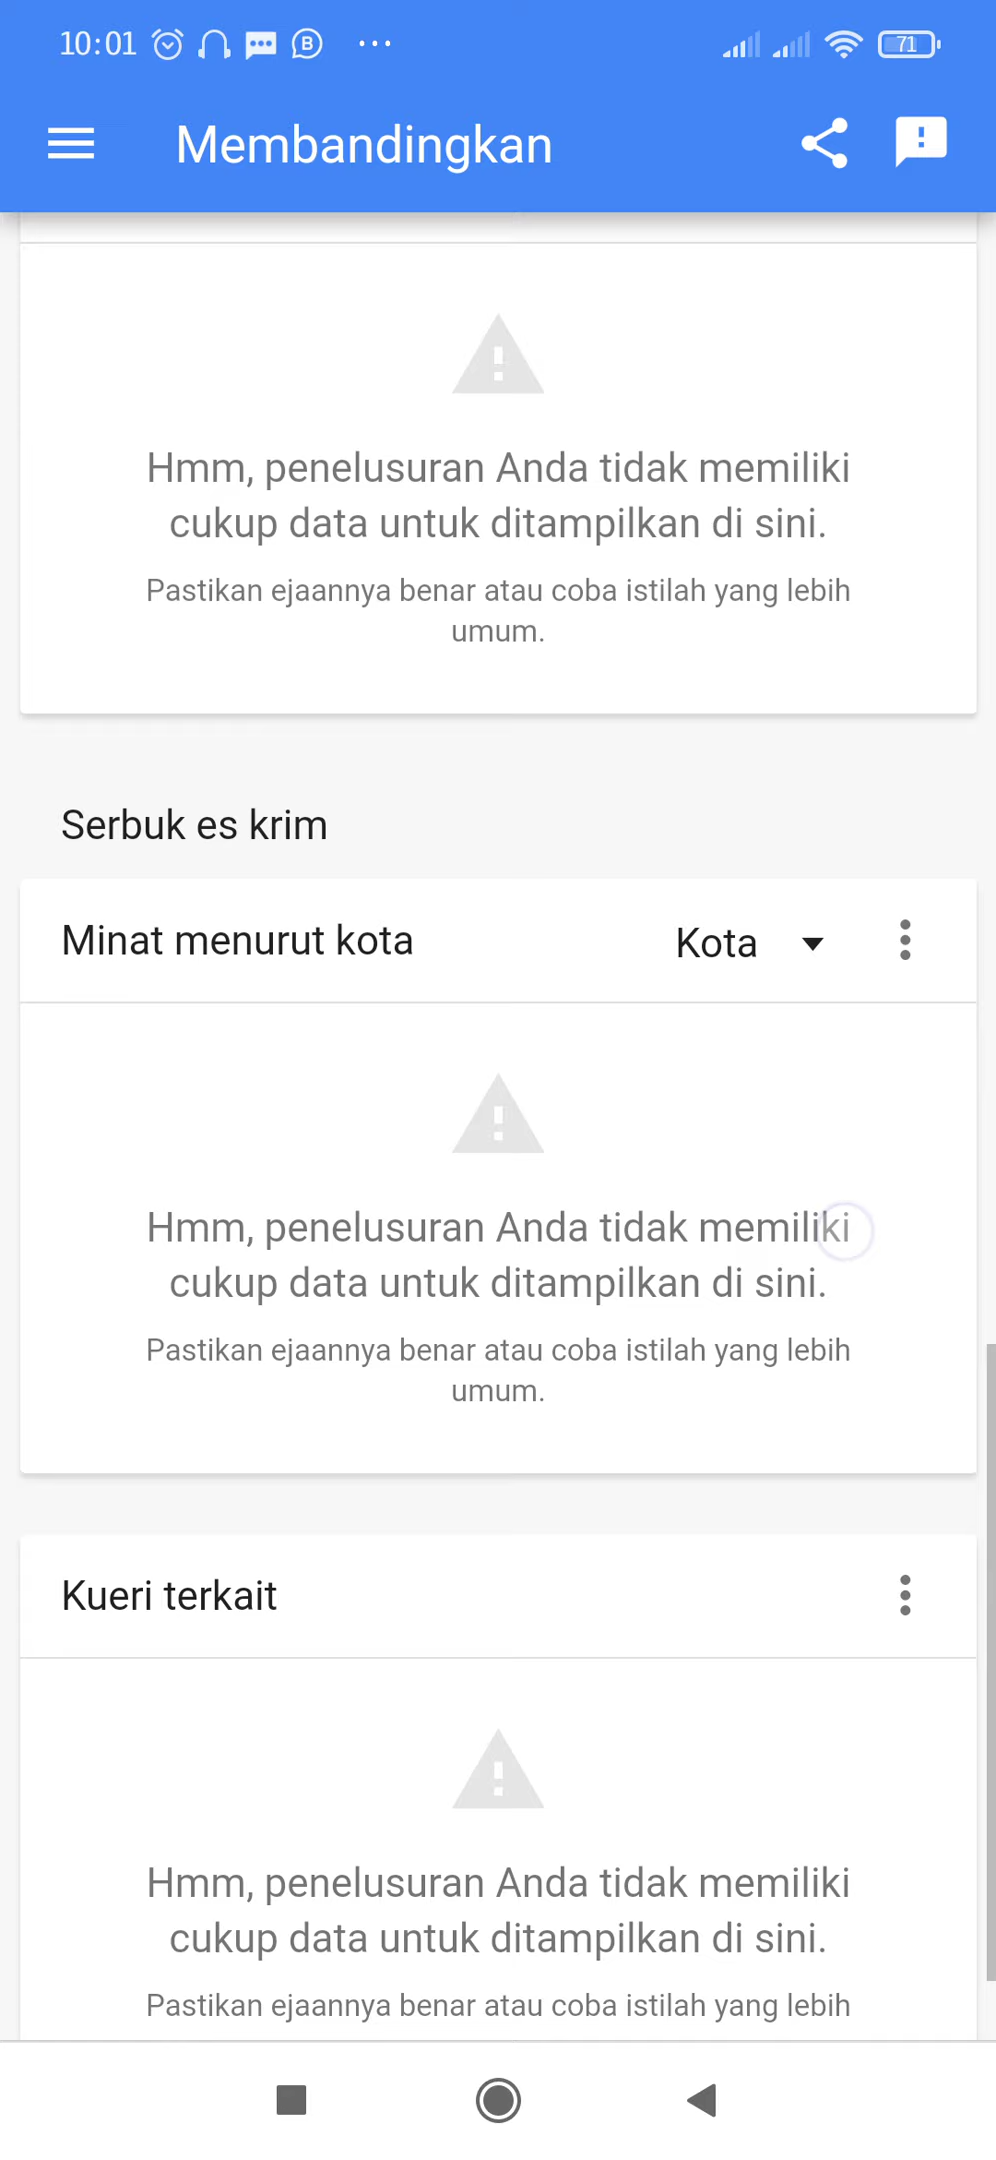 10:01
71
Membandingkan
Hmm, penelusuran Anda tidak memiliki
cukup data untuk ditampilkan di sini.
Pastikan ejaannya benar atau coba istilah yang lebih
umum.
Serbuk es krim
Minat menurut kota
Kota
Hmm, penelusuran Anda tidak memiliki
cukup data untuk ditampilkan di sini.
Pastikan ejaannya benar atau coba istilah yang lebih
umum.
Kueri terkait
Hmm, penelusuran Anda tidak memiliki
cukup data untuk ditampilkan di sini.
Pastikan ejaannya benar atau coba istilah yang lebih